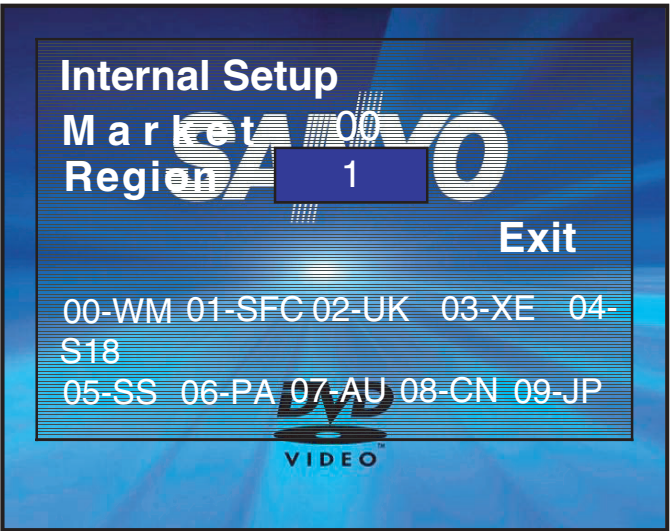 Internal Setup
Market 00
SANYO
Region 1
Exit
00-WM 01-SFC 02-UK 03-XE 04-
S18
05-SS 06-PA 07-AU 08-CN 09-JP
DVD
VIDEO
TM